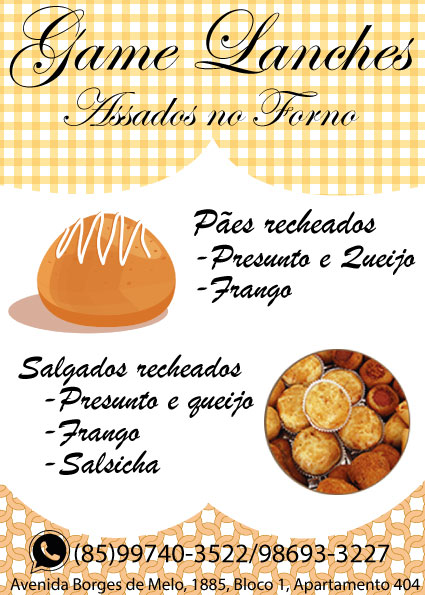 Game Lanches
Assados no Forno
Pães recheados
-Presunto e Queijo
-Frango
Salgados recheados
-Presunto e queijo
-Frango
-Salsicha
(85)99740-3522/98693-3227
Avenida Borges de Melo, 1885, Bloco 1, Apartamento 404